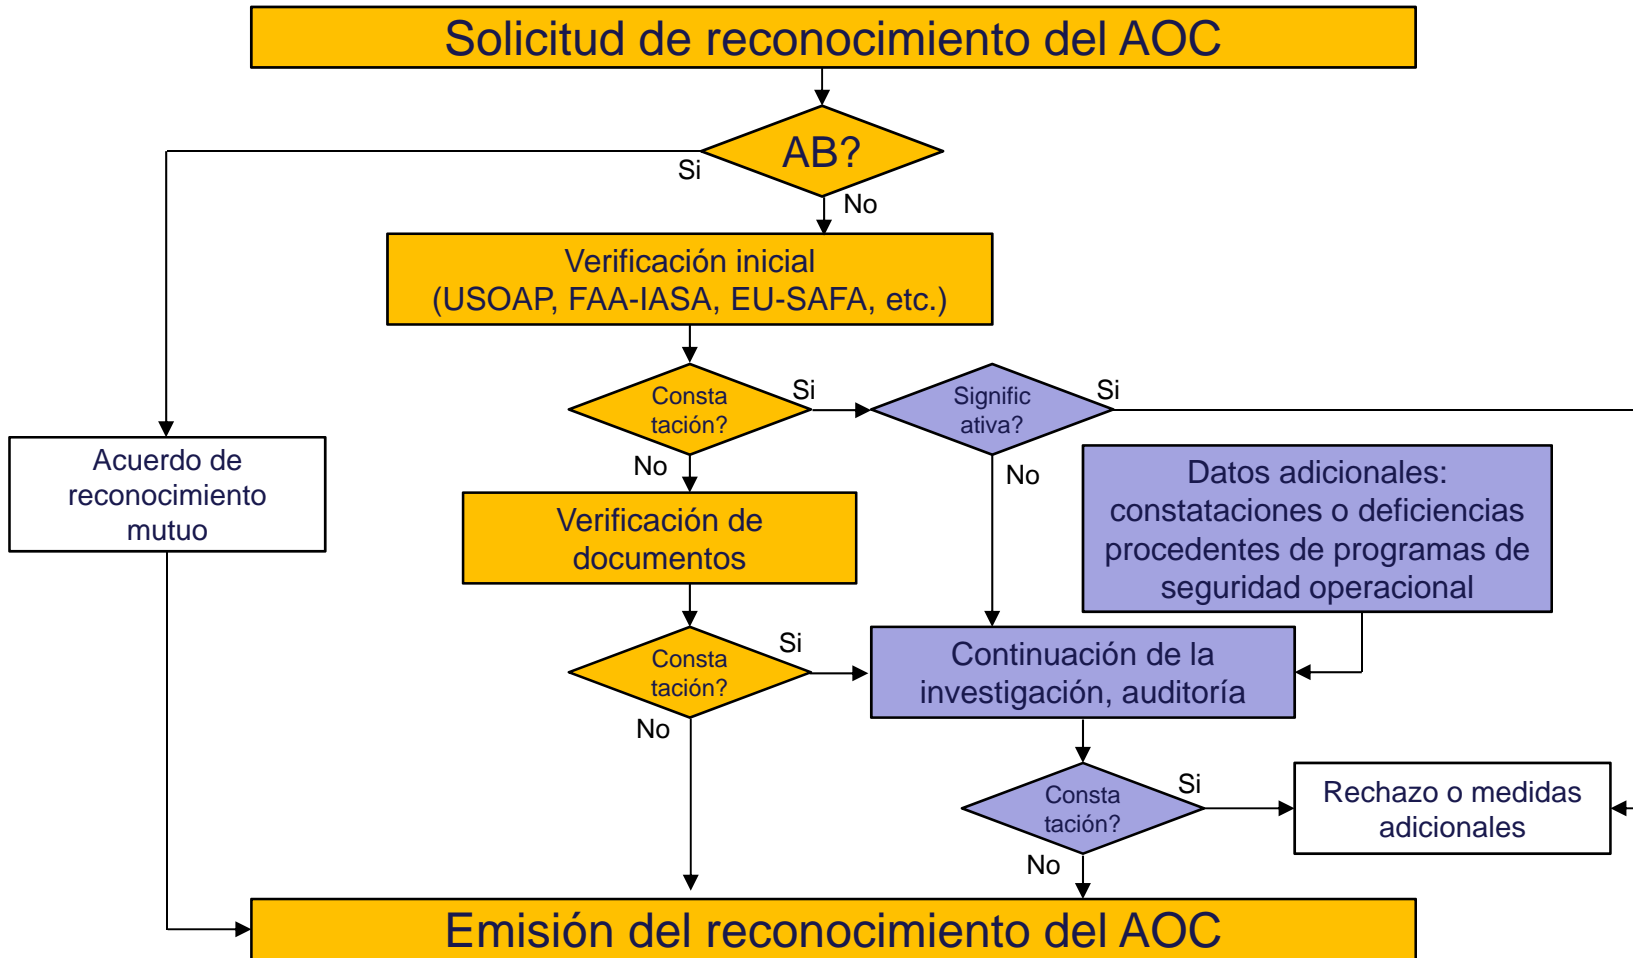 Solicitud de reconocimiento del AOC
AB?
Si
No
Verificación inicial
(USOAP, FAA-IASA, EU-SAFA, etc.)
Consta
tación?
Si
Signific
ativa?
Si
No
No
Acuerdo de
reconocimiento
mutuo
Datos adicionales:
constataciones o deficiencias
procedentes de programas de
seguridad operacional
Verificación de
documentos
Consta
tación?
Si
No
Continuación de la
investigación, auditoría
Consta
tación?
Si
No
Rechazo o medidas
adicionales
Emisión del reconocimiento del AOC